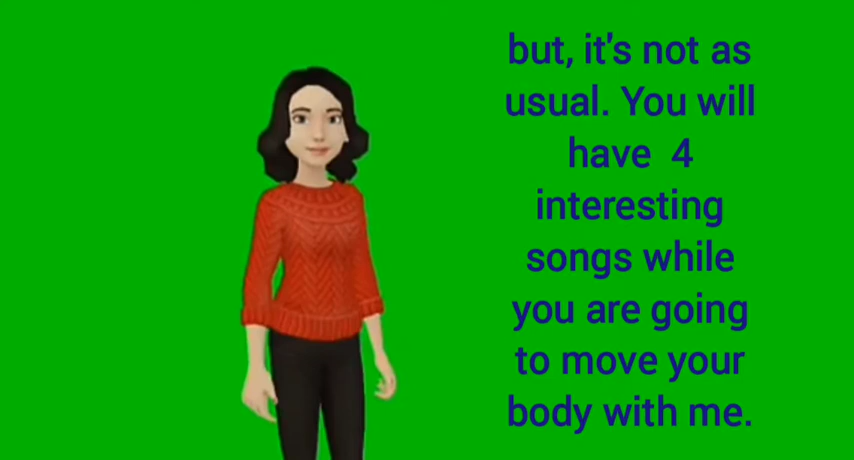 but, it's not as
usual. You will
have  4
interesting
songs while
you are going
to move your
body with me.